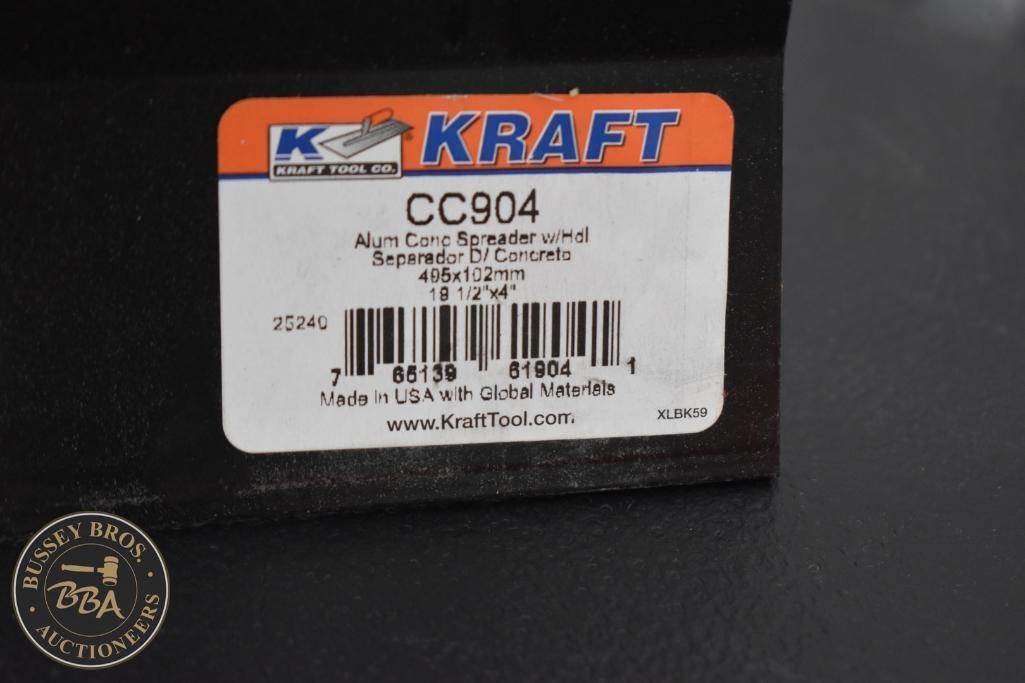 K KRAFT
KRAFT TOOL CO.®
CC904
Alum Conc Spreader w/Hdl
Separador D/ Concreto
495x102mm
19 1/2"x4"
25240
7 65139 61904 1
Made in USA with Global Materials
www.KraftTool.com
XLBK59
BUSSEY BROS.
BBA
AUCTIONEERS